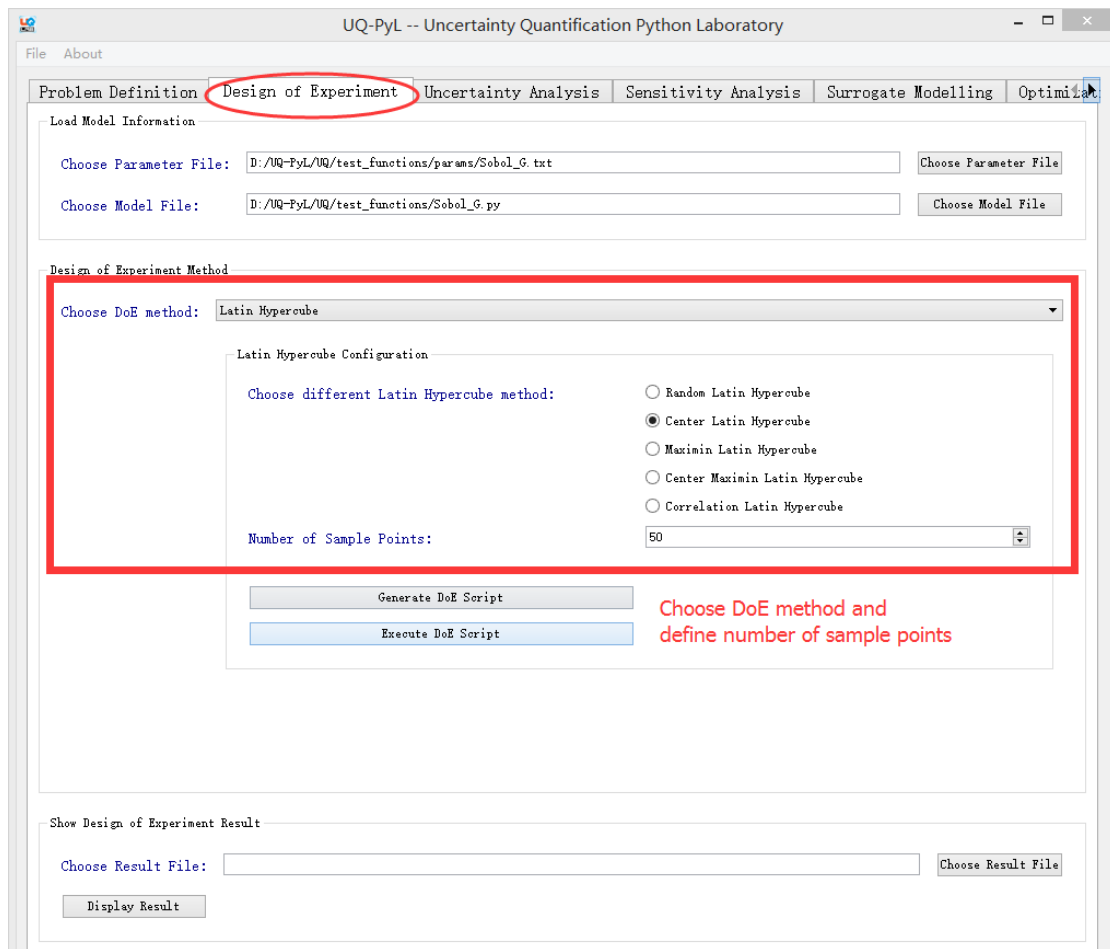 UQ-PyL -- Uncertainty Quantification Python Laboratory
File About
Problem Definition Design of Experiment Uncertainty Analysis Sensitivity Analysis Surrogate Modelling
Load Model Information
Choose Parameter File: D:/UQ-PyL/UQ/test_functions/params/Sobol_G.txt Choose Parameter File
Choose Model File: D:/UQ-PyL/UQ/test_functions/Sobol_G.py Choose Model File
Design of Experiment Method
Choose DoE method: Latin Hypercube
Latin Hypercube Configuration
Choose different Latin Hypercube method: Random Latin Hypercube
Center Latin Hypercube
Maximin Latin Hypercube
Center Maximin Latin Hypercube
Correlation Latin Hypercube
Number of Sample Points: 50
Generate DoE Script
Execute DoE Script
Choose DoE method and
define number of sample points
Show Design of Experiment Result
Choose Result File: Choose Result File
Display Result